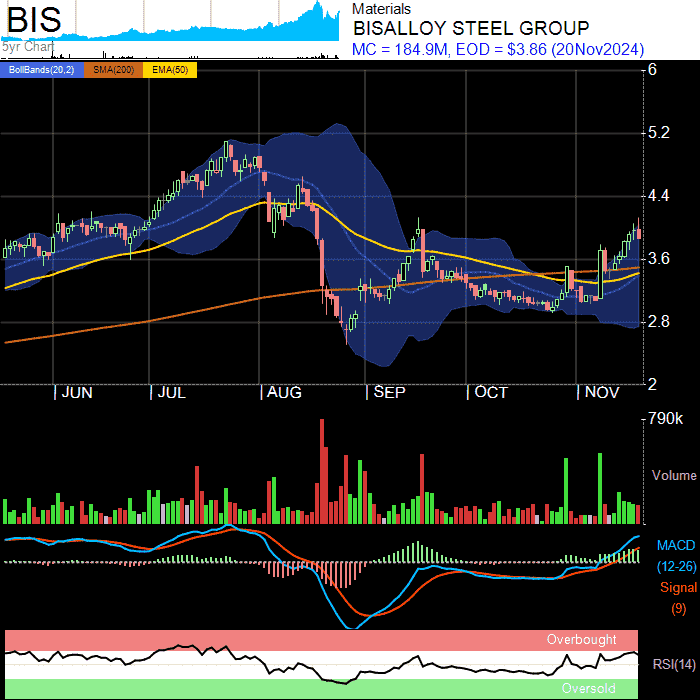 BIS
5yr Chart
Materials
BISALLOY STEEL GROUP
MC = 184.9M, EOD = $3.86 (20Nov2024)
BollBands(20,2) SMA(200) EMA(50)
6
5.2
4.4
3.6
2.8
2
JUN JUL AUG SEP OCT NOV
790k
Volume
MACD
(12-26)
Signal
(9)
Overbought
RSI(14)
Oversold